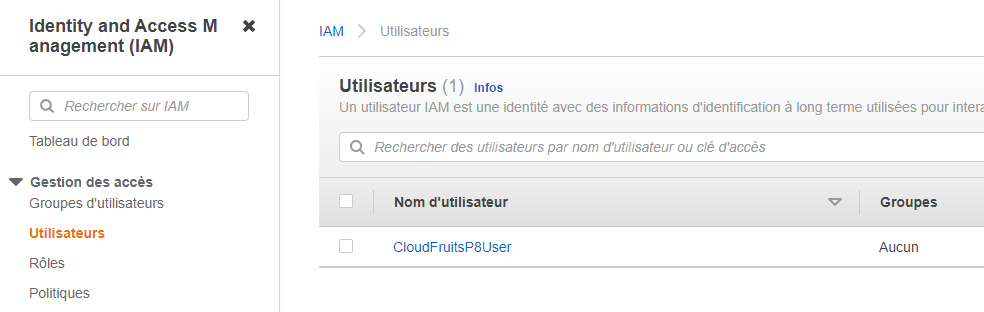 Identity and Access M
anagement (IAM)
Rechercher sur IAM
Tableau de bord
Gestion des accès
Groupes d'utilisateurs
Utilisateurs
Rôles
Politiques
IAM > Utilisateurs
Utilisateurs (1) Infos
Un utilisateur IAM est une identité avec des informations d'identification à long terme utilisées pour intera
Rechercher des utilisateurs par nom d'utilisateur ou clé d'accès
Nom d'utilisateur Groupes
CloudFruitsP8User Aucun